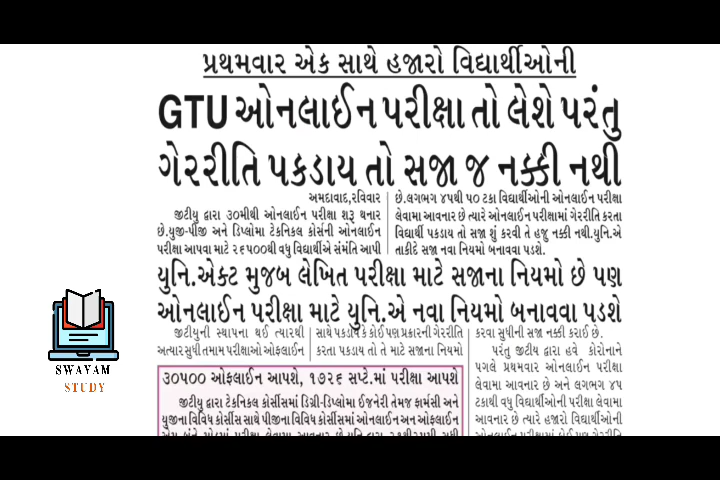 પ્રથમવાર એક સાથે હજારો વિદ્યાર્થીઓની
GTU ઓનલાઈન પરીક્ષા તો લેશે પરંતુ
ગેરરીતિ પકડાય તો સજા જ નક્કી નથી
અમદાવાદ,રવિવાર
જીટીયુ દ્વારા ૩૦મીથી ઓનલાઈન પરીક્ષા શરૂ થનાર
છે.યુજી-પીજી અને ડિપ્લોમા ટેકનિકલ કોર્સની ઓનલાઈન
પરીક્ષા આપવા માટે ૨૬૫૦૦થી વધુ વિદ્યાર્થીએ સંમંતિ આપી
છે.લગભગ ૪૫થી ૫૦ ટકા વિદ્યાર્થીઓની ઓનલાઈન પરીક્ષા
લેવામા આવનાર છે ત્યારે ઓનલાઈન પરીક્ષામાં ગેરરીતિ કરતા
વિદ્યાર્થી પકડાય તો સજા શું કરવી તે હજુ નક્કી નથી.યુનિ.એ
તાકીદે સજા નવા નિયમો બનાવવા પડશે.
યુનિ.એક્ટ મુજબ લેખિત પરીક્ષા માટે સજાના નિયમો છે પણ
ઓનલાઈન પરીક્ષા માટે યુનિ.એ નવા નિયમો બનાવવા પડશે
જીટીયુની સ્થાપના થઈ ત્યારથી
અત્યાર સુધી તમામ પરીક્ષાઓ ઓફલાઈન
સાથે પકડાય કે કોઈ પણ પ્રકારની ગેરરીતિ
કરતા પકડાય તો તે માટે સજાના નિયમો
કરવા સુધીની સજા નક્કી કરાઈ છે.
પરંતુ જીટીયુ દ્વારા હવે કોરોનાને
પગલે પ્રથમવાર ઓનલાઈન પરીક્ષા
લેવામા આવનાર છે અને લગભગ ૪૫
ટકાથી વધુ વિદ્યાર્થીઓની પરીક્ષા લેવામા
આવનાર છે ત્યારે હજારો વિદ્યાર્થીઓની
૩૦૫૦૦ ઓફલાઈન આપશે, ૧૭૨૬ સપ્ટે.માં પરીક્ષા આપશે
જીટીયુ દ્વારા ટેકનિકલ કોર્સીસમાં ડિગ્રી-ડિપ્લોમા ઈજનેરી તેમજ ફાર્મસી અને
યુજીના વિવિધ કોર્સીસ સાથે પીજીના વિવિધ કોર્સીસમાં ઓનલાઈન અન ઓફલાઈન
SWAYAM
STUDY